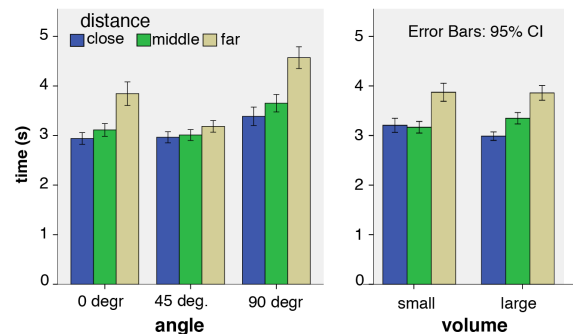 distance
close middle far
time (s)
5
4
3
2
1
0
0 degr 45 deg. 90 degr
angle
Error Bars: 95% CI
5
4
3
2
1
0
small large
volume